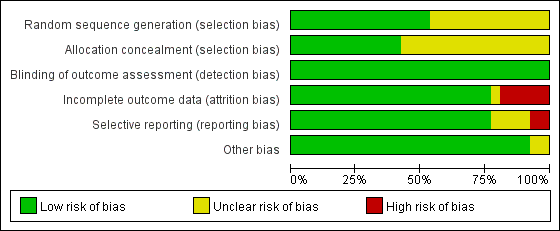 Random sequence generation (selection bias)
Allocation concealment (selection bias)
Blinding of outcome assessment (detection bias)
Incomplete outcome data (attrition bias)
Selective reporting (reporting bias)
Other bias
0% 25% 50% 75% 100%
Low risk of bias Unclear risk of bias High risk of bias